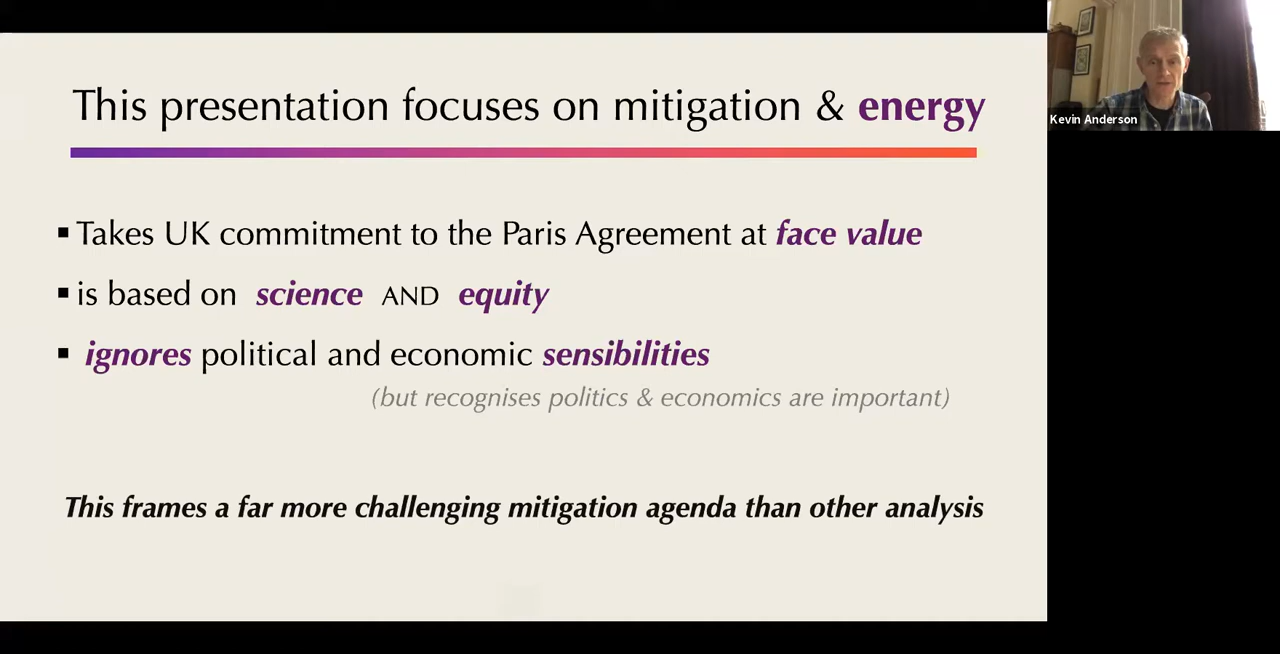 This presentation focuses on mitigation & energy
▪ Takes UK commitment to the Paris Agreement at face value
▪ is based on science AND equity
▪ ignores political and economic sensibilities
(but recognises politics & economics are important)
This frames a far more challenging mitigation agenda than other analysis
Kevin Anderson